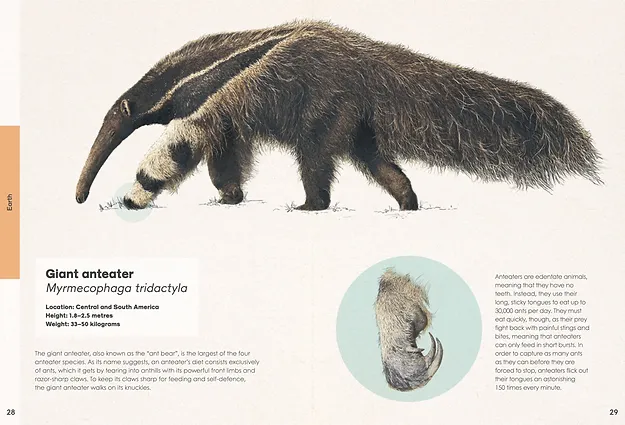 Earth
Giant anteater
Myrmecophaga tridactyla
Location: Central and South America
Height: 1.8–2.5 metres
Weight: 33–50 kilograms
The giant anteater, also known as the “ant bear”, is the largest of the four
anteater species. As its name suggests, an anteater’s diet consists exclusively
of ants, which it gets by tearing into anthills with its powerful front limbs and
razor-sharp claws. To keep its claws sharp for feeding and self-defence,
the giant anteater walks on its knuckles.
Anteaters are edentate animals,
meaning that they have no
teeth. Instead, they use their
long, sticky tongues to eat up to
30,000 ants per day. They must
eat quickly, though, as their prey
fight back with painful stings and
bites, meaning that anteaters
can only feed in short bursts. In
order to capture as many ants
as they can before they are
forced to stop, anteaters flick out
their tongues an astonishing
150 times every minute.
28
29